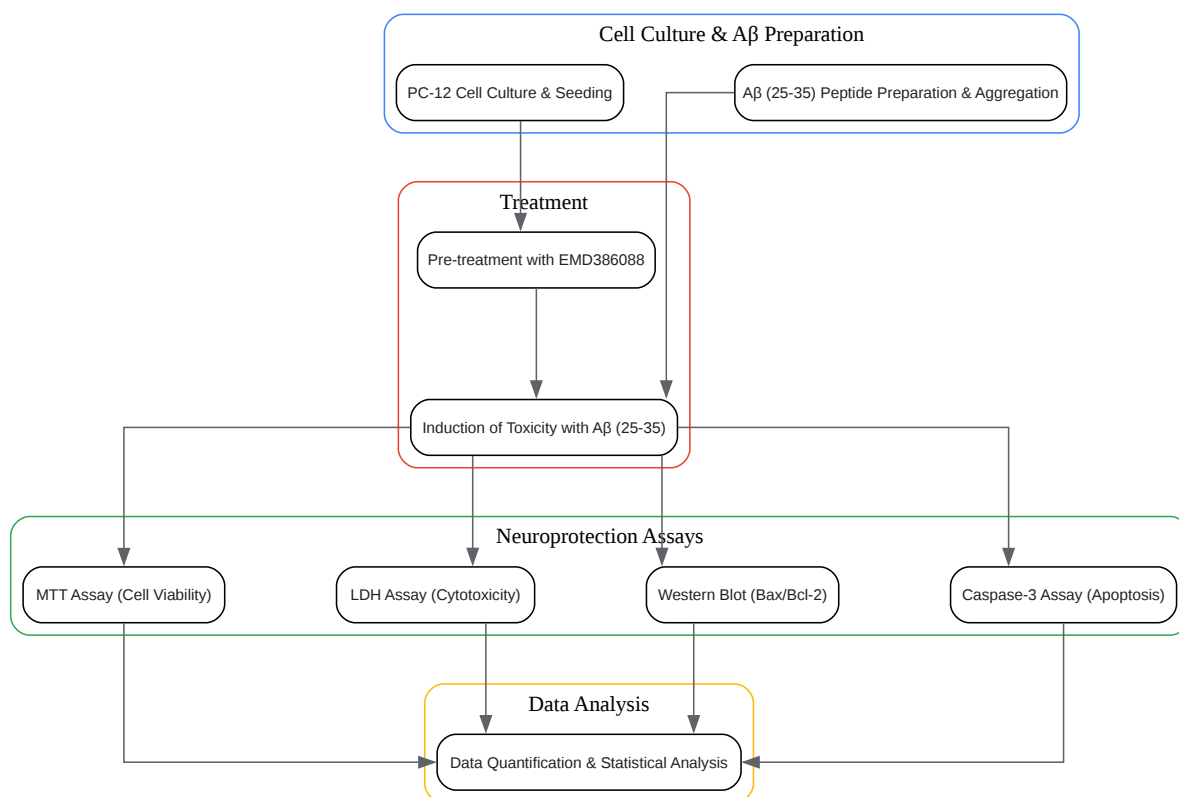 Cell Culture & Aβ Preparation
PC-12 Cell Culture & Seeding
Aβ (25-35) Peptide Preparation & Aggregation
Treatment
Pre-treatment with EMD386088
Induction of Toxicity with Aβ (25-35)
Neuroprotection Assays
MTT Assay (Cell Viability)
LDH Assay (Cytotoxicity)
Western Blot (Bax/Bcl-2)
Caspase-3 Assay (Apoptosis)
Data Analysis
Data Quantification & Statistical Analysis